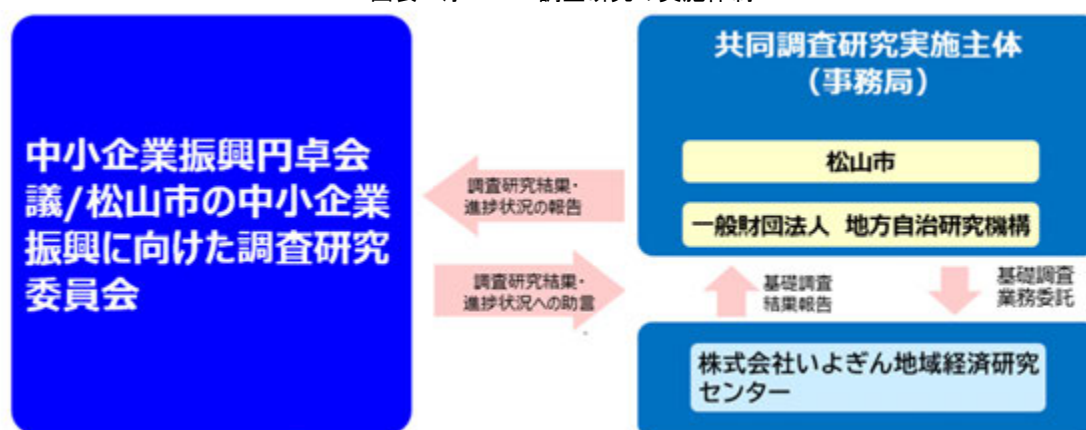 中小企業振興円卓会
議/松山市の中小企業
振興に向けた調査研究
委員会
調査研究結果・
進捗状況の報告
調査研究結果・
進捗状況への助言
共同調査研究実施主体
（事務局）
松山市
一般財団法人 地方自治研究機構
基礎調査
結果報告
基礎調査
業務委託
株式会社いよぎん地域経済研究
センター